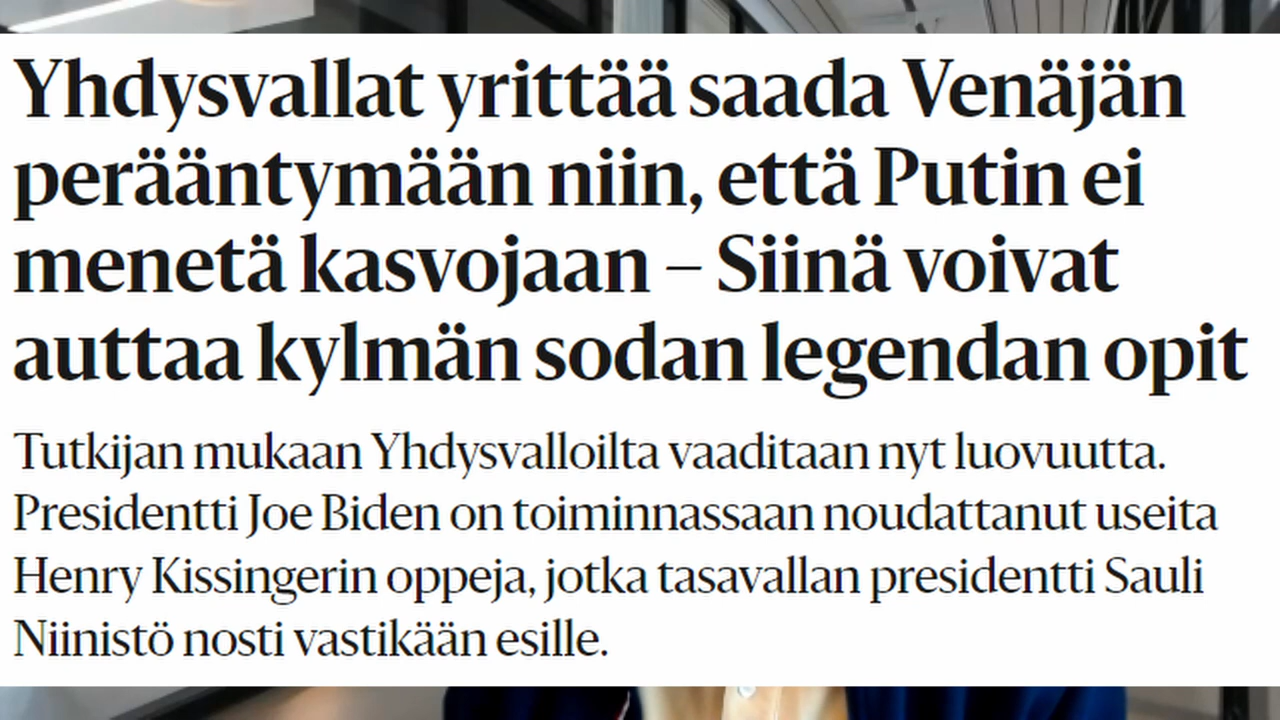 Yhdysvallat yrittää saada Venäjän
perääntymään niin, että Putin ei
menetä kasvojaan – Siinä voivat
auttaa kylmän sodan legendan opit
Tutkijan mukaan Yhdysvalloilta vaaditaan nyt luovuutta.
Presidentti Joe Biden on toiminnassaan noudattanut useita
Henry Kissingerin oppeja, jotka tasavallan presidentti Sauli
Niinistö nosti vastikään esille.